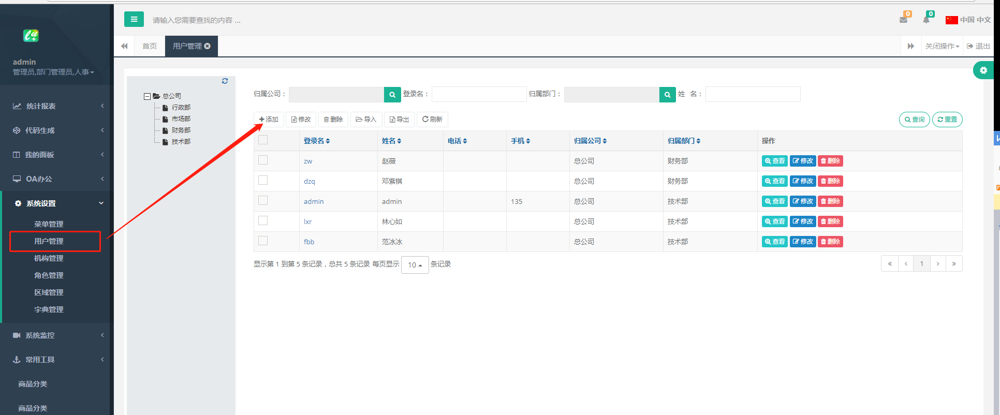 请输入您需要查找的内容 ...
0
0
中国 中文
首页
用户管理
关闭操作
退出
admin
管理员,部门管理员,人事
统计报表
代码生成
我的面板
OA办公
系统设置
菜单管理
用户管理
机构管理
角色管理
区域管理
字典管理
系统监控
常用工具
商品分类
商品分类
总公司
行政部
市场部
财务部
技术部
归属公司： 登录名： 归属部门： 姓 名：
添加 修改 删除 导入 导出 刷新 查询 重置
登录名 姓名 电话 手机 归属公司 归属部门 操作
zw 赵薇 总公司 财务部 查看 修改 删除
dzq 邓紫棋 总公司 财务部 查看 修改 删除
admin admin 135 总公司 技术部 查看 修改 删除
lxr 林心如 总公司 技术部 查看 修改 删除
fbb 范冰冰 总公司 技术部 查看 修改 删除
显示第 1 到第 5 条记录，总共 5 条记录 每页显示 10 条记录
« ‹ 1 › »